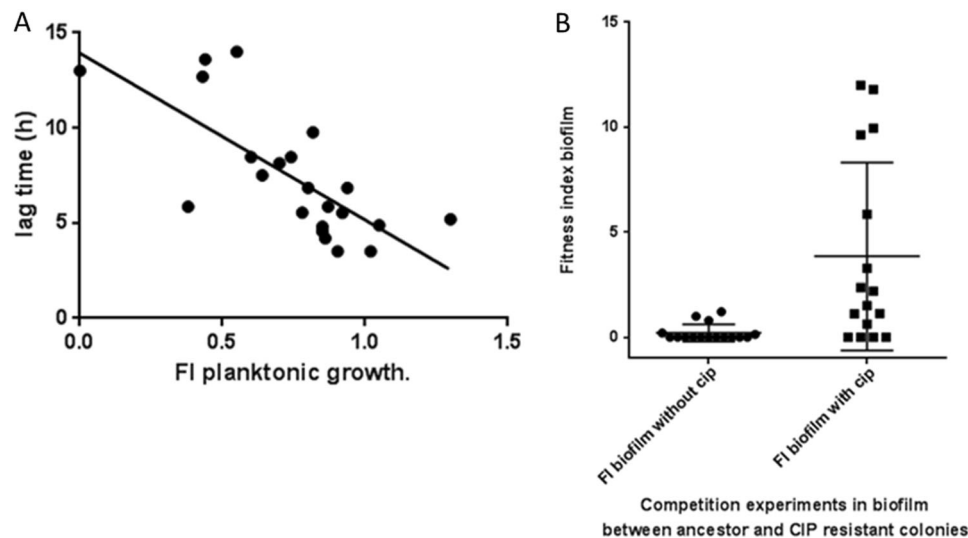 A
15
10
5
0
lag time (h)
0.0 0.5 1.0 1.5
FI planktonic growth.
B
15
10
5
0
Fitness index biofilm
FI biofilm without cip
FI biofilm with cip
Competition experiments in biofilm
between ancestor and CIP resistant colonies